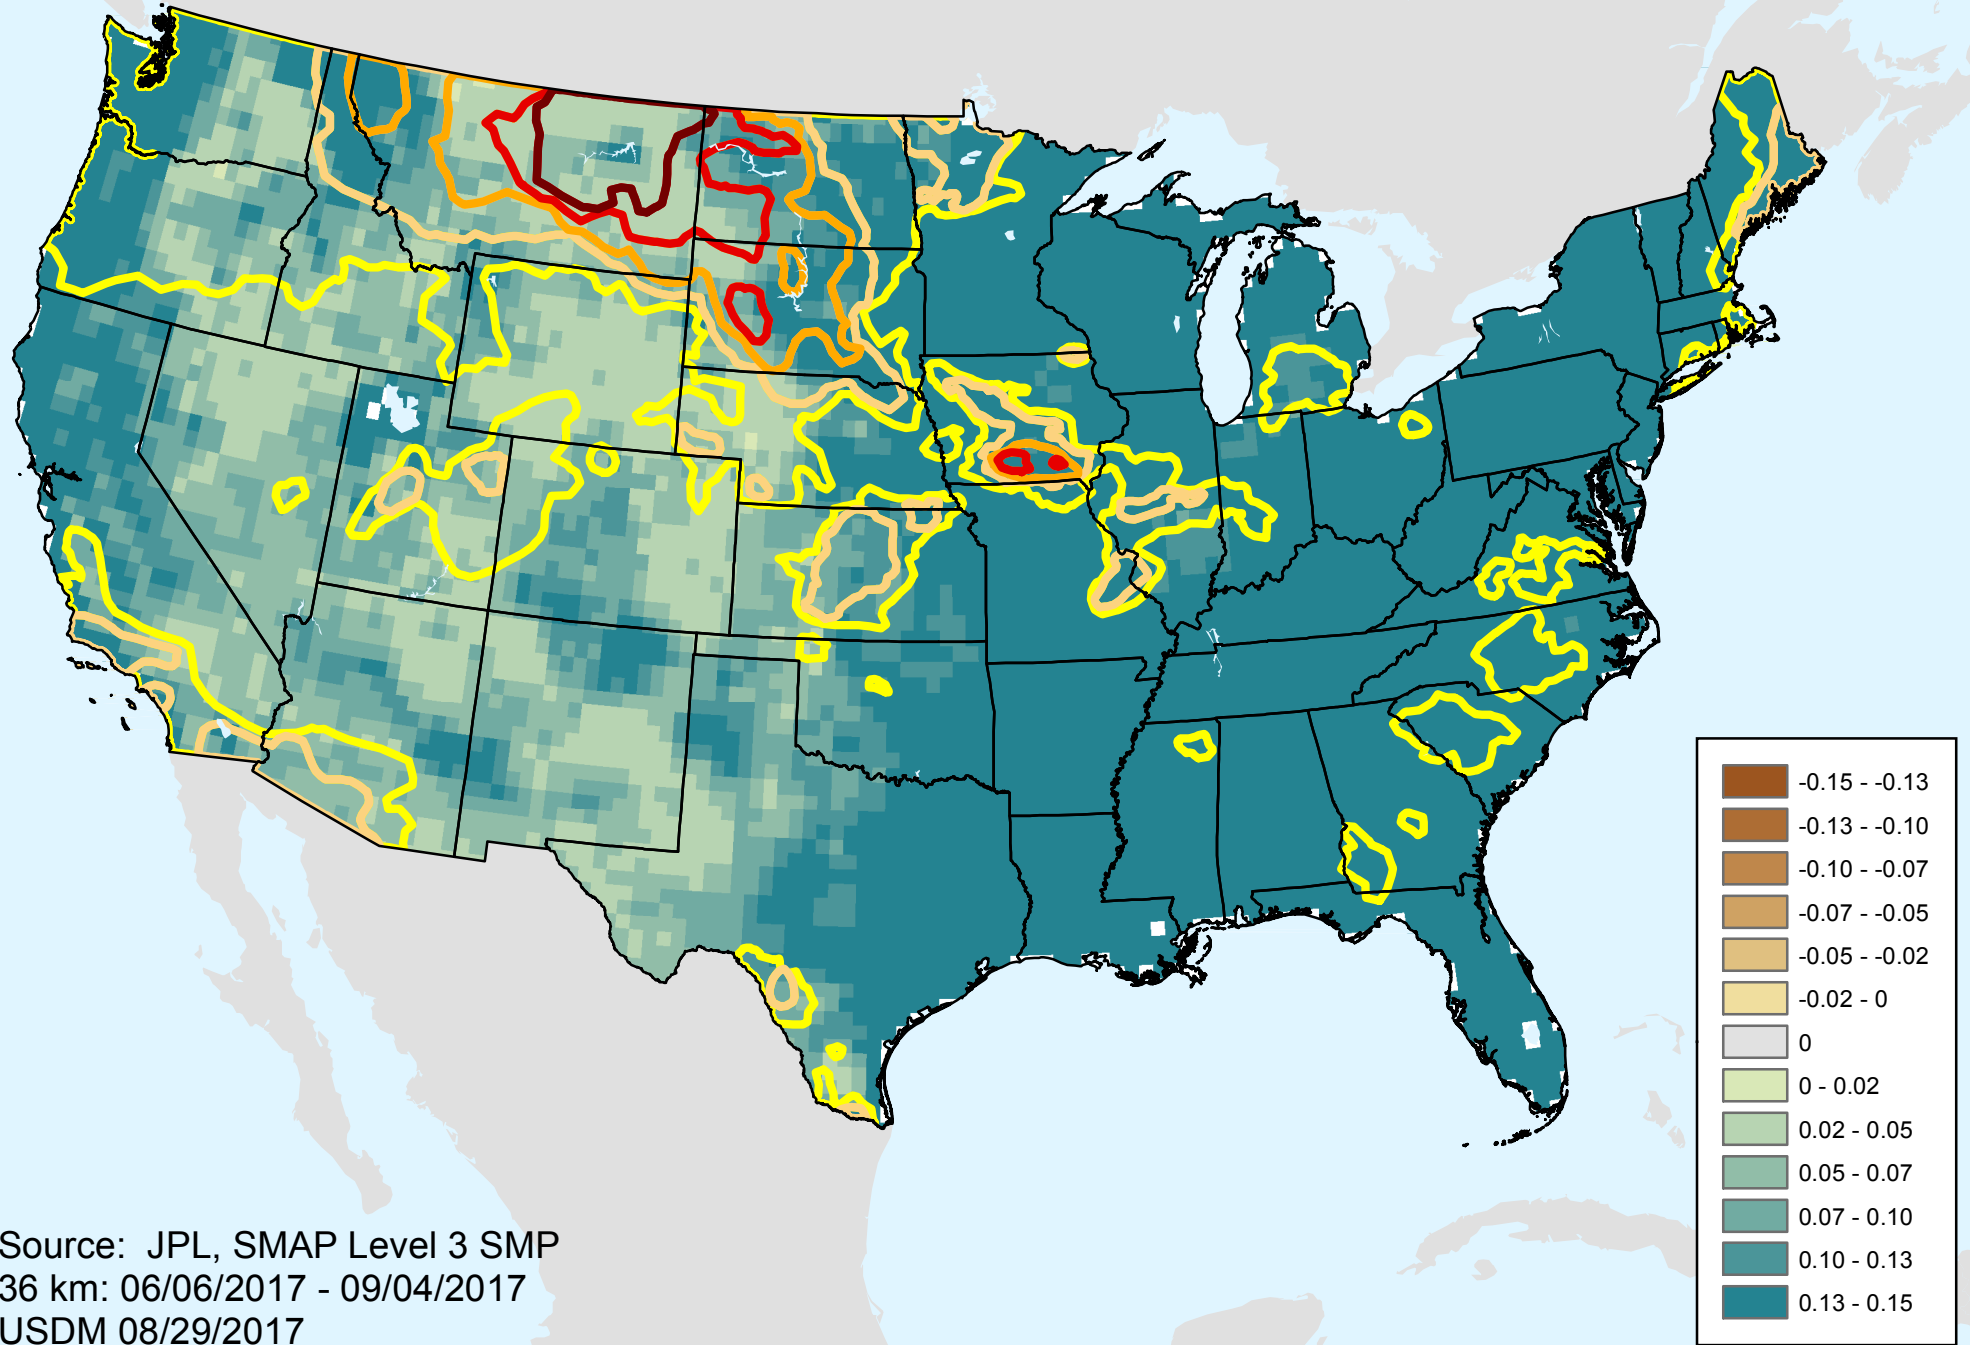 -0.15 - -0.13
-0.13 - -0.10
-0.10 - -0.07
-0.07 - -0.05
-0.05 - -0.02
-0.02 - 0
0
0 - 0.02
0.02 - 0.05
0.05 - 0.07
0.07 - 0.10
0.10 - 0.13
0.13 - 0.15
Source: JPL, SMAP Level 3 SMP
36 km: 06/06/2017 - 09/04/2017
USDM 08/29/2017